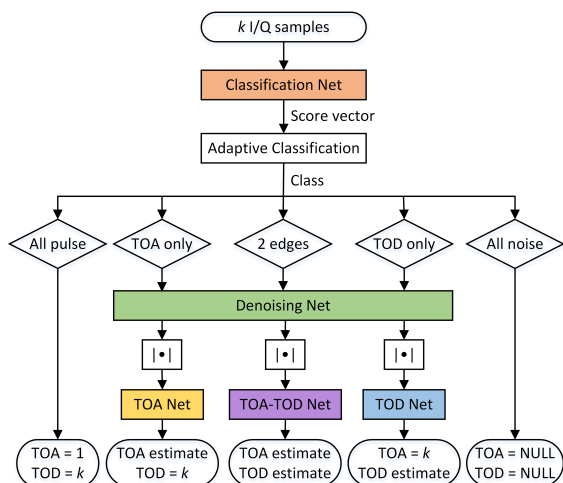 k I/Q samples
Classification Net
Score vector
Adaptive Classification
Class
All pulse
TOA only
2 edges
TOD only
All noise
Denoising Net
|•|
|•|
|•|
TOA Net
TOA-TOD Net
TOD Net
TOA = 1
TOD = k
TOA estimate
TOD = k
TOA estimate
TOD estimate
TOA = k
TOD estimate
TOA = NULL
TOD = NULL